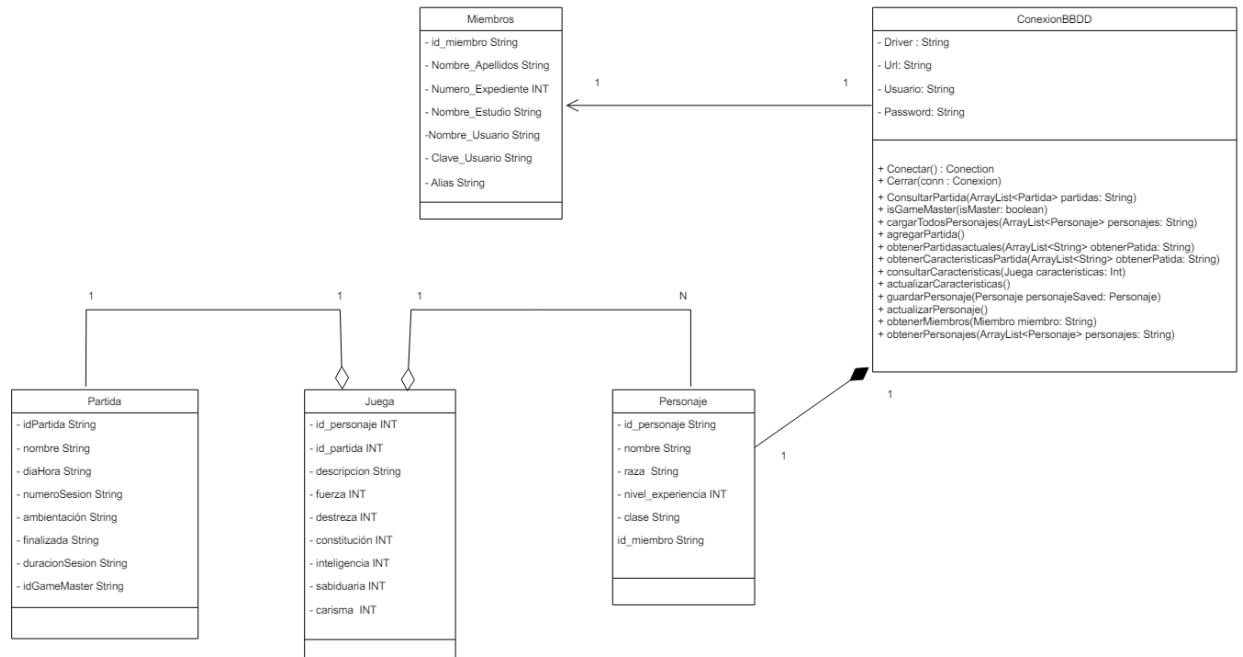 Miembros
- id_miembro String
- Nombre_Apellidos String
- Numero_Expediente INT
- Nombre_Estudio String
-Nombre_Usuario String
- Clave_Usuario String
- Alias String
1
1
ConexionBBDD
- Driver : String
- Url: String
- Usuario: String
- Password: String
+ Conectar() : Conection
+ Cerrar(conn : Conexion)
+ ConsultarPartida(ArrayList<Partida> partidas: String)
+ isGameMaster(isMaster: boolean)
+ cargarTodosPersonajes(ArrayList<Personaje> personajes: String)
+ agregarPartida()
+ obtenerPartidasactuales(ArrayList<String> obtenerPatida: String)
+ obtenerCaracteristicasPartida(ArrayList<String> obtenerPatida: String)
+ consultarCaracteristicas(Juega caracteristicas: Int)
+ actualizarCaracteristicas()
+ guardarPersonaje(Personaje personajeSaved: Personaje)
+ actualizarPersonaje()
+ obtenerMiembros(Miembro miembro: String)
+ obtenerPersonajes(ArrayList<Personaje> personajes: String)
1
1
1
N
1
1
Partida
- idPartida String
- nombre String
- diaHora String
- numeroSesion String
- ambientación String
- finalizada String
- duracionSesion String
- idGameMaster String
Juega
- id_personaje INT
- id_partida INT
- descripcion String
- fuerza INT
- destreza INT
- constitución INT
- inteligencia INT
- sabiduaria INT
- carisma  INT
Personaje
- id_personaje String
- nombre String
- raza  String
- nivel_experiencia INT
- clase String
id_miembro String